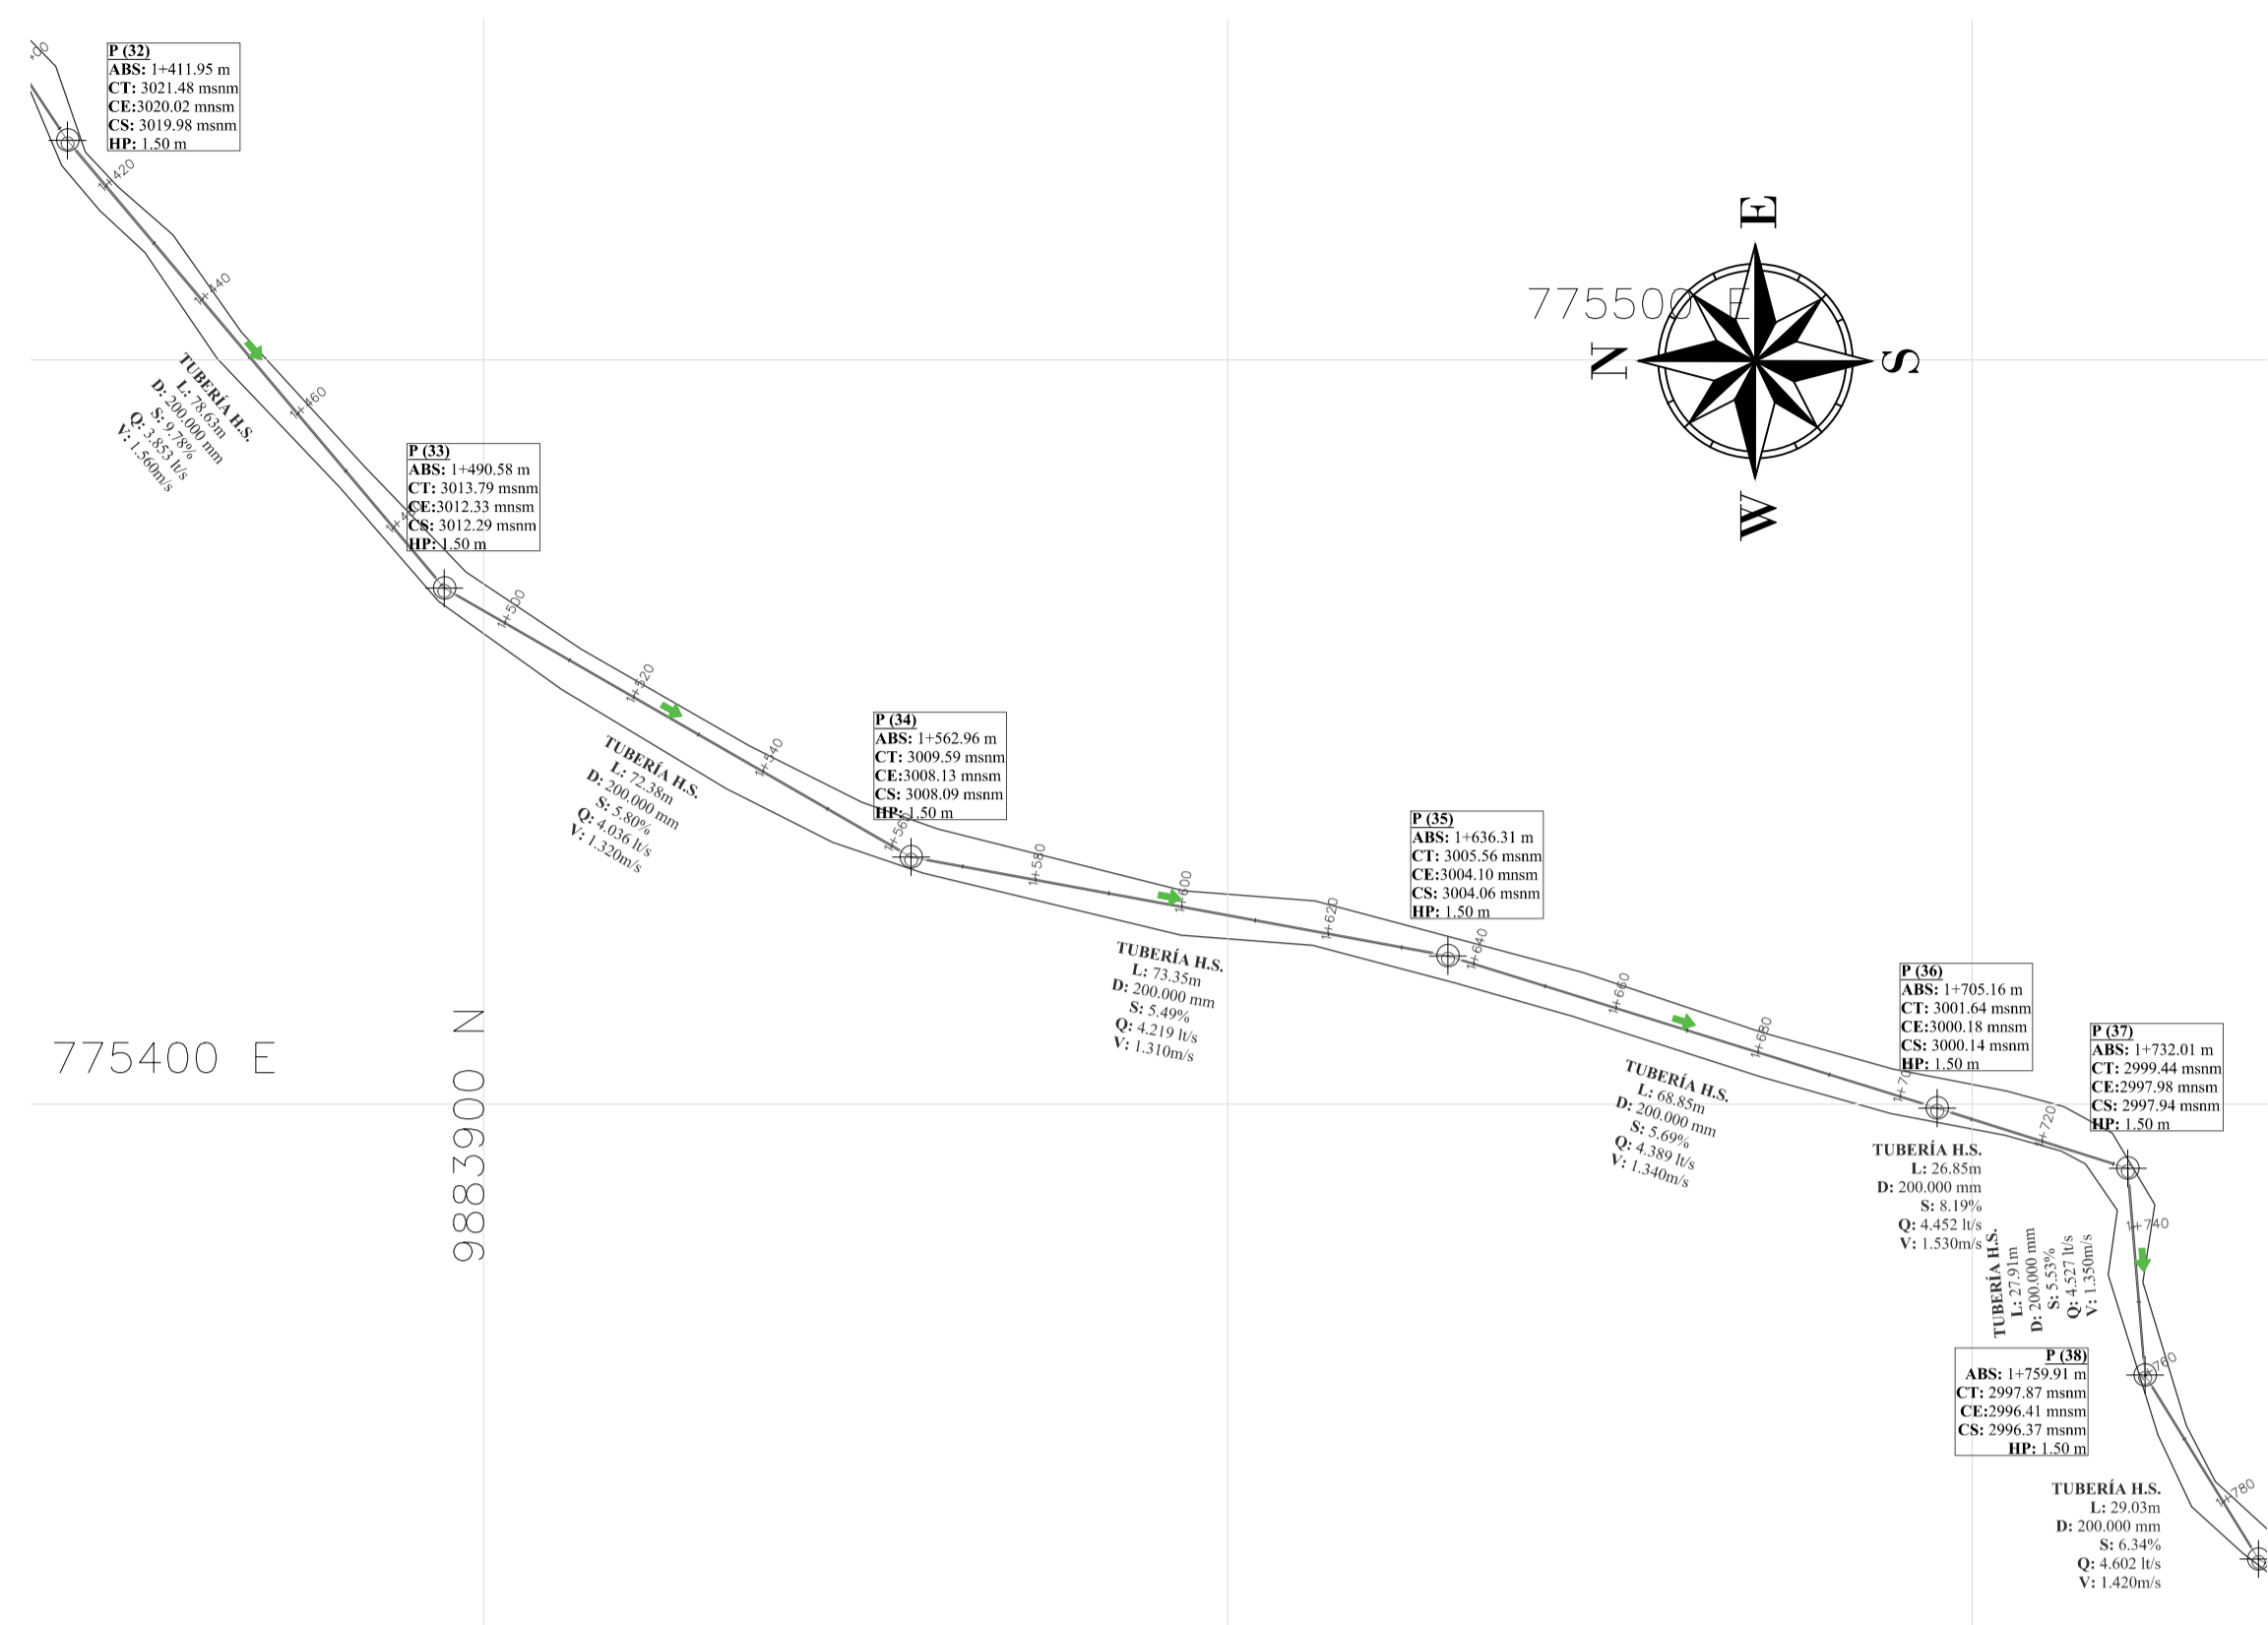 P (32)
ABS: 1+411.95 m
CT: 3021.48 msnm
CE:3020.02 mnsm
CS: 3019.98 msnm
HP: 1.50 m
1+420
1+440
1+460
TUBERÍA H.S.
L: 78.63m
D: 200.000 mm
S: 9.78%
Q: 3.853 lt/s
V: 1.560m/s
P (33)
ABS: 1+490.58 m
CT: 3013.79 msnm
CE:3012.33 mnsm
CS: 3012.29 msnm
HP: 1.50 m
1+500
1+520
1+540
1+560
TUBERÍA H.S.
L: 72.38m
D: 200.000 mm
S: 5.80%
Q: 4.036 lt/s
V: 1.320m/s
P (34)
ABS: 1+562.96 m
CT: 3009.59 msnm
CE:3008.13 mnsm
CS: 3008.09 msnm
HP: 1.50 m
1+580
1+600
1+620
TUBERÍA H.S.
L: 73.35m
D: 200.000 mm
S: 5.49%
Q: 4.219 lt/s
V: 1.310m/s
775500 E
E
N
S
W
P (35)
ABS: 1+636.31 m
CT: 3005.56 msnm
CE:3004.10 mnsm
CS: 3004.06 msnm
HP: 1.50 m
1+640
1+660
1+680
TUBERÍA H.S.
L: 68.85m
D: 200.000 mm
S: 5.69%
Q: 4.389 lt/s
V: 1.340m/s
P (36)
ABS: 1+705.16 m
CT: 3001.64 msnm
CE:3000.18 mnsm
CS: 3000.14 msnm
HP: 1.50 m
1+720
TUBERÍA H.S.
L: 26.85m
D: 200.000 mm
S: 8.19%
Q: 4.452 lt/s
V: 1.530m/s
P (37)
ABS: 1+732.01 m
CT: 2999.44 msnm
CE:2997.98 mnsm
CS: 2997.94 msnm
HP: 1.50 m
1+740
TUBERÍA H.S.
L: 27.91m
D: 200.000 mm
S: 5.53%
Q: 4.527 lt/s
V: 1.350m/s
P (38)
ABS: 1+759.91 m
CT: 2997.87 msnm
CE:2996.41 mnsm
CS: 2996.37 msnm
HP: 1.50 m
1+760
1+780
TUBERÍA H.S.
L: 29.03m
D: 200.000 mm
S: 6.34%
Q: 4.602 lt/s
V: 1.420m/s
775400 E
9883900 N